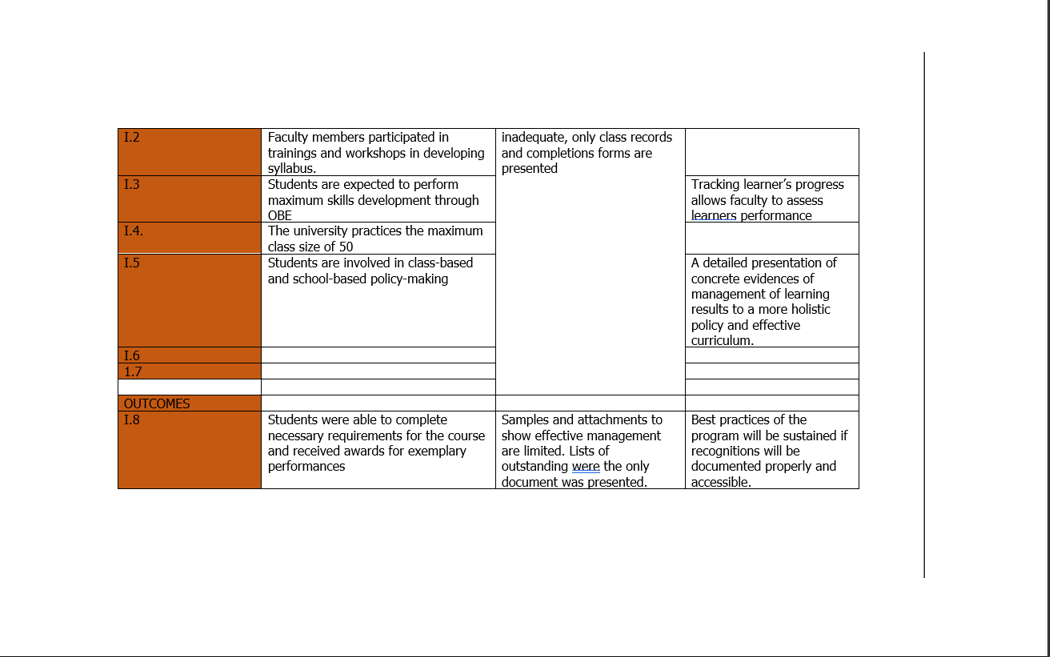 I.2
Faculty members participated in
trainings and workshops in developing
syllabus.
inadequate, only class records
and completions forms are
presented
I.3
Students are expected to perform
maximum skills development through
OBE
Tracking learner’s progress
allows faculty to assess
learners performance
I.4.
The university practices the maximum
class size of 50
I.5
Students are involved in class-based
and school-based policy-making
A detailed presentation of
concrete evidences of
management of learning
results to a more holistic
policy and effective
curriculum.
I.6
1.7
OUTCOMES
I.8
Students were able to complete
necessary requirements for the course
and received awards for exemplary
performances
Samples and attachments to
show effective management
are limited. Lists of
outstanding were the only
document was presented.
Best practices of the
program will be sustained if
recognitions will be
documented properly and
accessible.